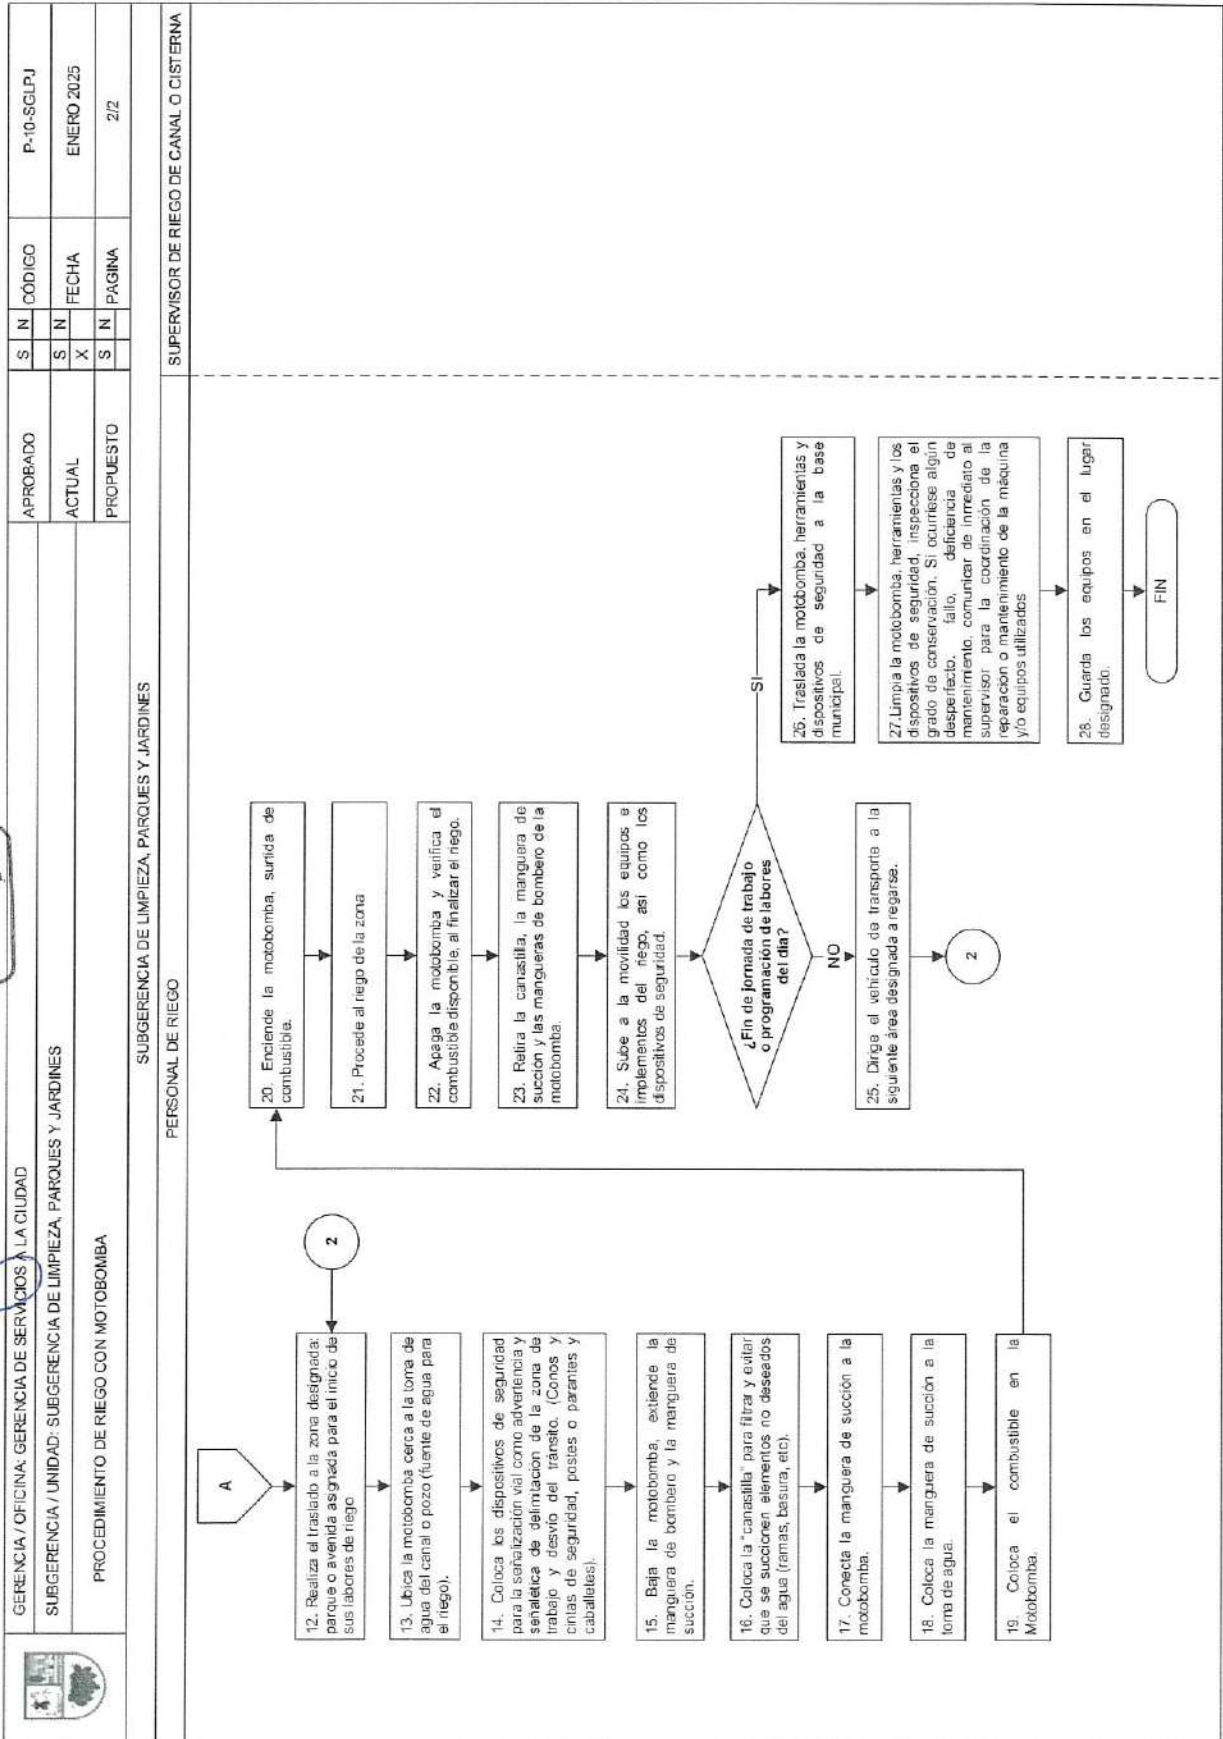 GERENCIA / OFICINA: GERENCIA DE SERVICIOS A LA CIUDAD
APROBADO
S N
CÓDIGO
P-10-SGLPJ
SUBGERENCIA / UNIDAD: SUBGERENCIA DE LIMPIEZA, PARQUES Y JARDINES
ACTUAL
S N
X
FECHA
ENERO 2025
PROCEDIMIENTO DE RIEGO CON MOTOBOMBA
PROPUESTO
S N
PAGINA
2/2
SUBGERENCIA DE LIMPIEZA, PARQUES Y JARDINES
PERSONAL DE RIEGO
SUPERVISOR DE RIEGO DE CANAL O CISTERNA
A
12. Realiza el traslado a la zona designada:
parque o avenida asignada para el inicio de
sus labores de riego
2
13. Ubica la motobomba cerca a la toma de
agua del canal o pozo (fuente de agua para
el riego).
14. Coloca los dispositivos de seguridad
para la señalización vial como advertencia y
señalética de delimitación de la zona de
trabajo y desvío del tránsito. (Conos y
cintas de seguridad, postes o parantes y
caballetes).
15. Baja la motobomba, extiende la
manguera de bombero y la manguera de
succión.
16. Coloca la "canastilla" para filtrar y evitar
que se succionen elementos no deseados
del agua (ramas, basura, etc).
17. Conecta la manguera de succión a la
motobomba.
18. Coloca la manguera de succión a la
toma de agua.
19. Coloca el combustible en la
Motobomba.
20. Enciende la motobomba, surtida de
combustible.
21. Procede al riego de la zona
22. Apaga la motobomba y verifica el
combustible disponible, al finalizar el riego.
23. Retira la canastilla, la manguera de
succión y las mangueras de bombero de la
motobomba.
24. Sube a la movilidad los equipos e
implementos del riego, así como los
dispositivos de seguridad.
¿Fin de jornada de trabajo
o programación de labores
del día?
NO
25. Dirige el vehículo de transporte a la
siguiente área designada a regarse.
2
SI
26. Traslada la motobomba, herramientas y
dispositivos de seguridad a la base
municipal.
27.Limpia la motobomba, herramientas y los
dispositivos de seguridad, inspecciona el
grado de conservación. Si ocurriese algún
desperfecto, fallo, deficiencia de
mantenimiento, comunicar de inmediato al
supervisor para la coordinación de la
reparación o mantenimiento de la máquina
y/o equipos utilizados
28. Guarda los equipos en el lugar
designado.
FIN